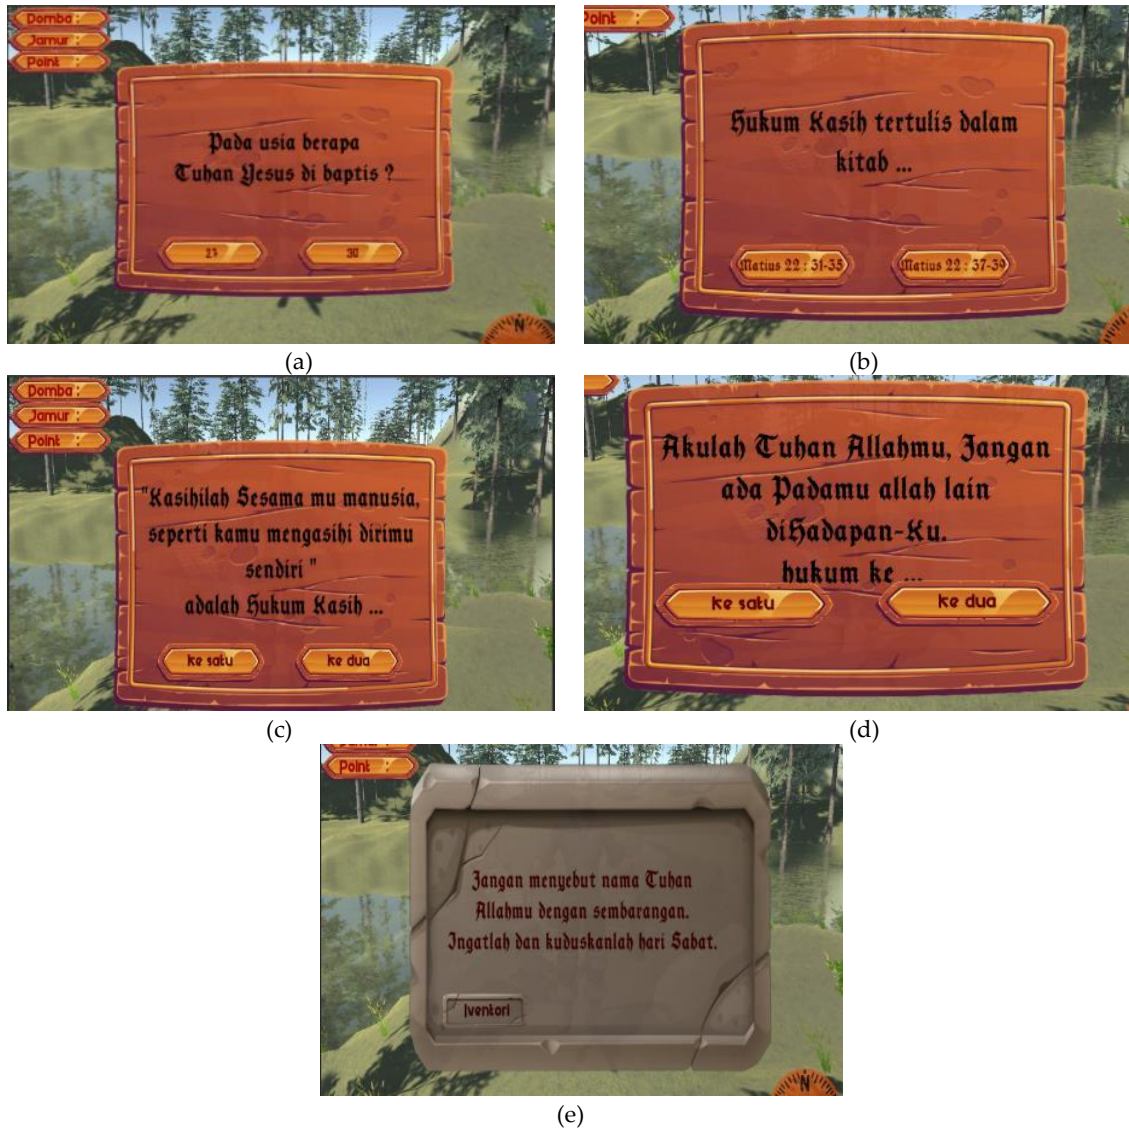 Domba :
Jamur :
Point :
Pada usia berapa
Tuhan Yesus di baptis ?
27
30
N
(a)
Point :
Hukum Kasih tertulis dalam
kitab ...
Matius 22 : 31-35
Matius 22 : 37-39
(b)
Domba :
Jamur :
Point :
"Kasihilah Sesama mu manusia,
seperti kamu mengasihi dirimu
sendiri "
adalah Hukum Kasih ...
ke satu
ke dua
(c)
Akulah Tuhan Allahmu, Jangan
ada Padamu allah lain
diHadapan-Ku.
hukum ke ...
ke satu
ke dua
(d)
Point :
Jangan menyebut nama Tuhan
Allahmu dengan sembarangan.
Ingatlah dan kuduskanlah hari Sabat.
Iventori
N
(e)